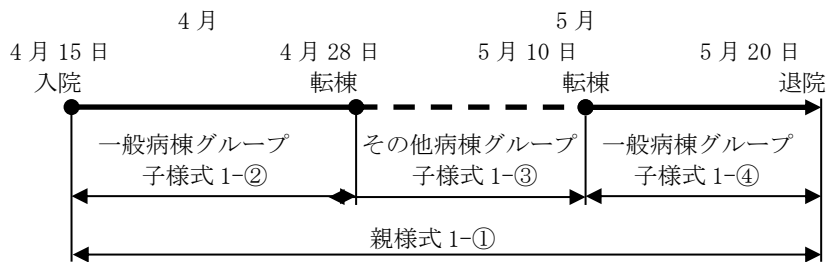 4月 5月
4月15日 4月28日 5月10日 5月20日
入院 転棟 転棟 退院
一般病棟グループ その他病棟グループ 一般病棟グループ
子様式1-② 子様式1-③ 子様式1-④
親様式1-①